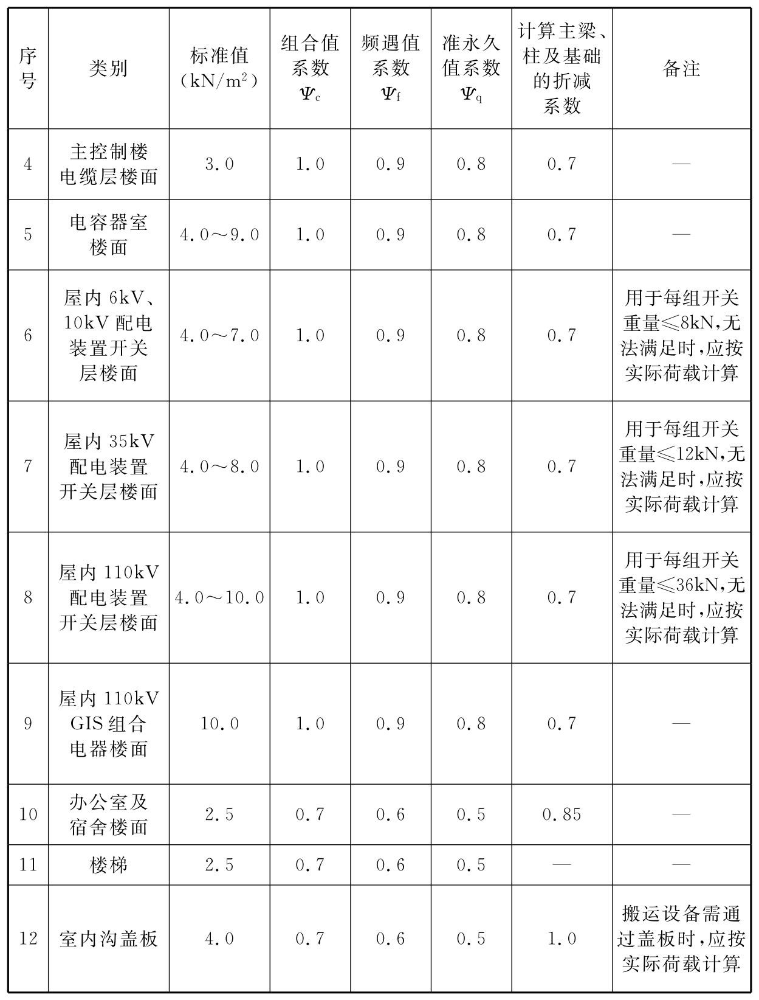 序号
类别
标准值
(kN/m²)
组合值
系数
Ψc
频遇值
系数
Ψf
准永久
值系数
Ψq
计算主梁、
柱及基础
的折减
系数
备注
4
主控制楼
电缆层楼面
3.0
1.0
0.9
0.8
0.7
—
5
电容器室
楼面
4.0～9.0
1.0
0.9
0.8
0.7
—
6
屋内 6kV、
10kV 配电
装置开关
层楼面
4.0～7.0
1.0
0.9
0.8
0.7
用于每组开关
重量≤8kN,无
法满足时,应按
实际荷载计算
7
屋内 35kV
配电装置
开关层楼面
4.0～8.0
1.0
0.9
0.8
0.7
用于每组开关
重量≤12kN,无
法满足时,应按
实际荷载计算
8
屋内 110kV
配电装置
开关层楼面
4.0～10.0
1.0
0.9
0.8
0.7
用于每组开关
重量≤36kN,无
法满足时,应按
实际荷载计算
9
屋内 110kV
GIS 组合
电器楼面
10.0
1.0
0.9
0.8
0.7
—
10
办公室及
宿舍楼面
2.5
0.7
0.6
0.5
0.85
—
11
楼梯
2.5
0.7
0.6
0.5
—
—
12
室内沟盖板
4.0
0.7
0.6
0.5
1.0
搬运设备需通
过盖板时,应按
实际荷载计算